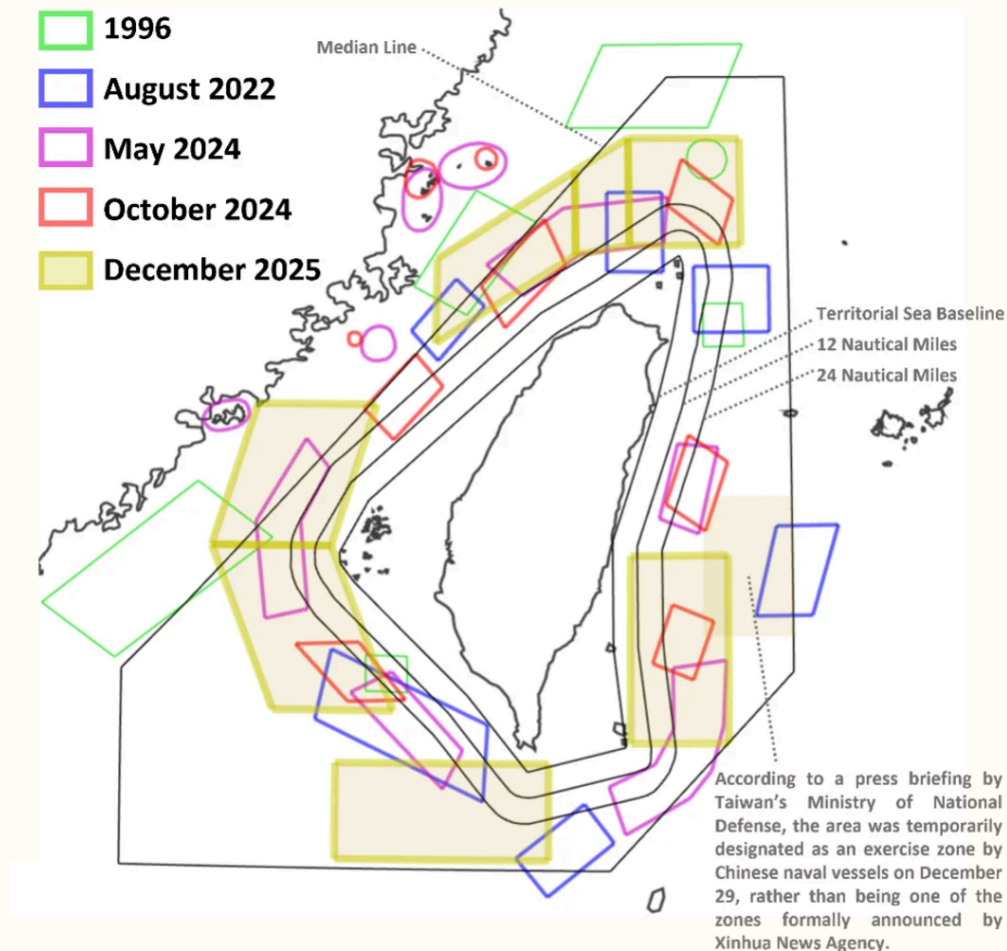 1996
August 2022
May 2024
October 2024
December 2025
Median Line
Territorial Sea Baseline
12 Nautical Miles
24 Nautical Miles
According to a press briefing by
Taiwan's Ministry of National
Defense, the area was temporarily
designated as an exercise zone by
Chinese naval vessels on December
29, rather than being one of the
zones formally announced by
Xinhua News Agency.